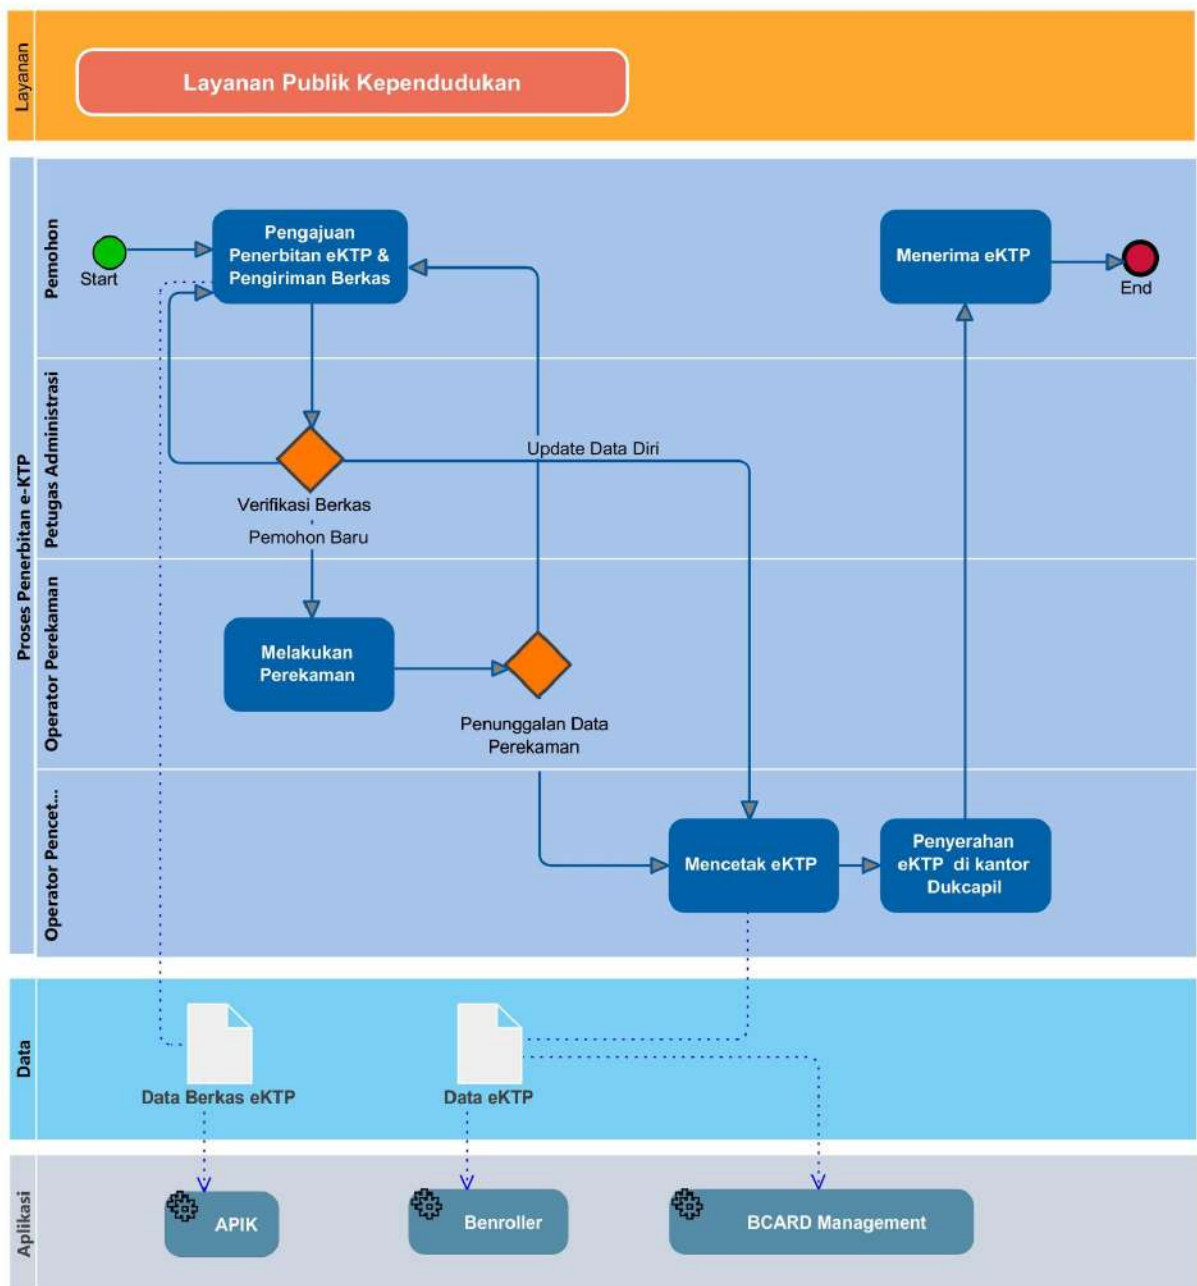 Layanan
Layanan Publik Kependudukan
Proses Penerbitan e-KTP
Pemohon
Start
Pengajuan
Penerbitan eKTP &
Pengiriman Berkas
Menerima eKTP
End
Petugas Administrasi
Update Data Diri
Verifikasi Berkas
Pemohon Baru
Operator Perekaman
Melakukan
Perekaman
Penunggalan Data
Perekaman
Operator Pencet...
Mencetak eKTP
Penyerahan
eKTP di kantor
Dukcapil
Data
Data Berkas eKTP
Data eKTP
Aplikasi
APIK
Benroller
BCARD Management